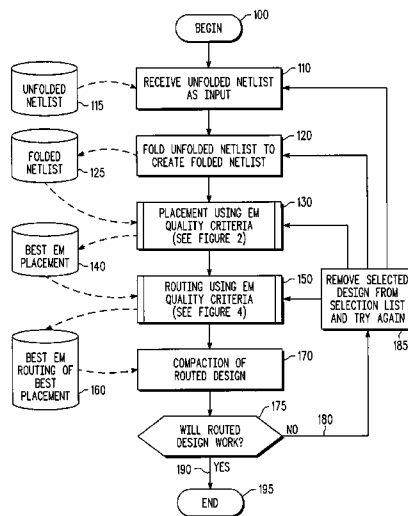 BEGIN
100
UNFOLDED
NETLIST
115
RECEIVE UNFOLDED NETLIST
AS INPUT
110
FOLDED
NETLIST
125
FOLD UNFOLDED NETLIST TO
CREATE FOLDED NETLIST
120
PLACEMENT USING EM
QUALITY CRITERIA
(SEE FIGURE 2)
130
BEST EM
PLACEMENT
140
ROUTING USING EM
QUALITY CRITERIA
(SEE FIGURE 4)
150
REMOVE SELECTED
DESIGN FROM
SELECTION LIST
AND TRY AGAIN
185
BEST EM
ROUTING OF
BEST
PLACEMENT
160
COMPACTION OF
ROUTED DESIGN
170
WILL ROUTED
DESIGN WORK?
175
NO
180
190
YES
END
195